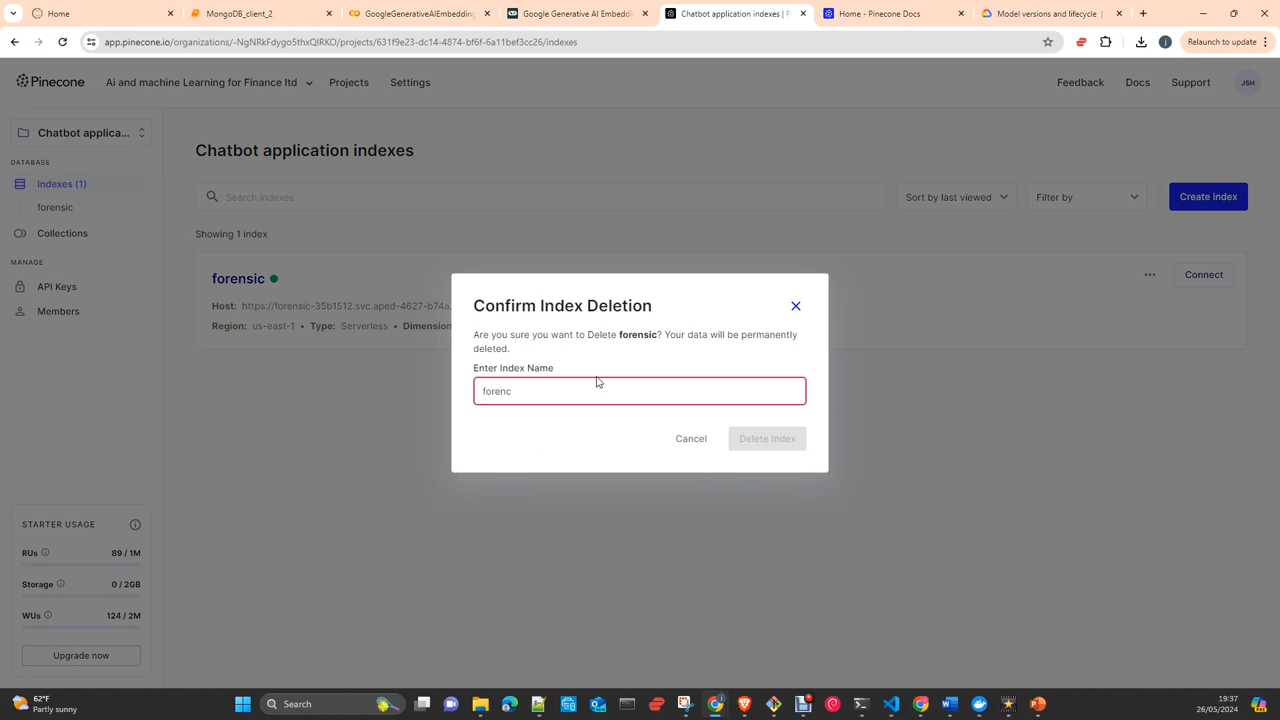 Home
MongoDB_client_2
GoogleGenerativeAIEmbedding
Google Generative AI Embeddi
Chatbot application indexes | P
Home - Pinecone Docs
Model versions and lifecycle |
app.pinecone.io/organizations/-NgNRkFdygo5thxQIRKO/projects/631f9e23-dc14-4874-bf6f-6a11bef3cc26/indexes
Relaunch to update
Pinecone
Ai and machine Learning for Finance ltd
Projects
Settings
Feedback
Docs
Support
JSH
Chatbot applica...
DATABASE
Indexes (1)
forensic
Collections
MANAGE
API Keys
Members
STARTER USAGE
RUs 89 / 1M
Storage 0 / 2GB
WUs 124 / 2M
Upgrade now
Chatbot application indexes
Search indexes
Sort by last viewed
Filter by
Create index
Showing 1 index
forensic
Connect
Host: https://forensic-35b1512.svc.aped-4627-b74a.
Region: us-east-1 • Type: Serverless • Dimension
Confirm Index Deletion
Are you sure you want to Delete forensic? Your data will be permanently
deleted.
Enter Index Name
forenc
Cancel
Delete Index
62°F
Partly sunny
Search
19:37
26/05/2024